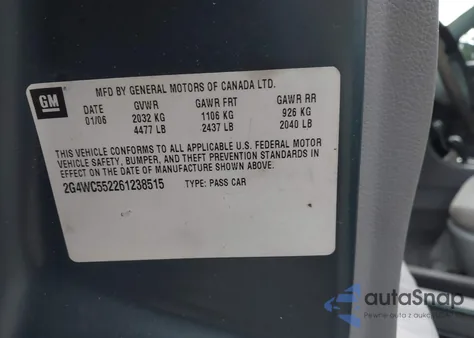 GM
MFD BY GENERAL MOTORS OF CANADA LTD.
DATE GVWR GAWR FRT GAWR RR
01/06 2032 KG 1106 KG 926 KG
4477 LB 2437 LB 2040 LB
THIS VEHICLE CONFORMS TO ALL APPLICABLE U.S. FEDERAL MOTOR
VEHICLE SAFETY, BUMPER, AND THEFT PREVENTION STANDARDS IN
EFFECT ON THE DATE OF MANUFACTURE SHOWN ABOVE.
2G4WC552261238515 TYPE: PASS CAR
autoSnap
Pewne auta z aukcji